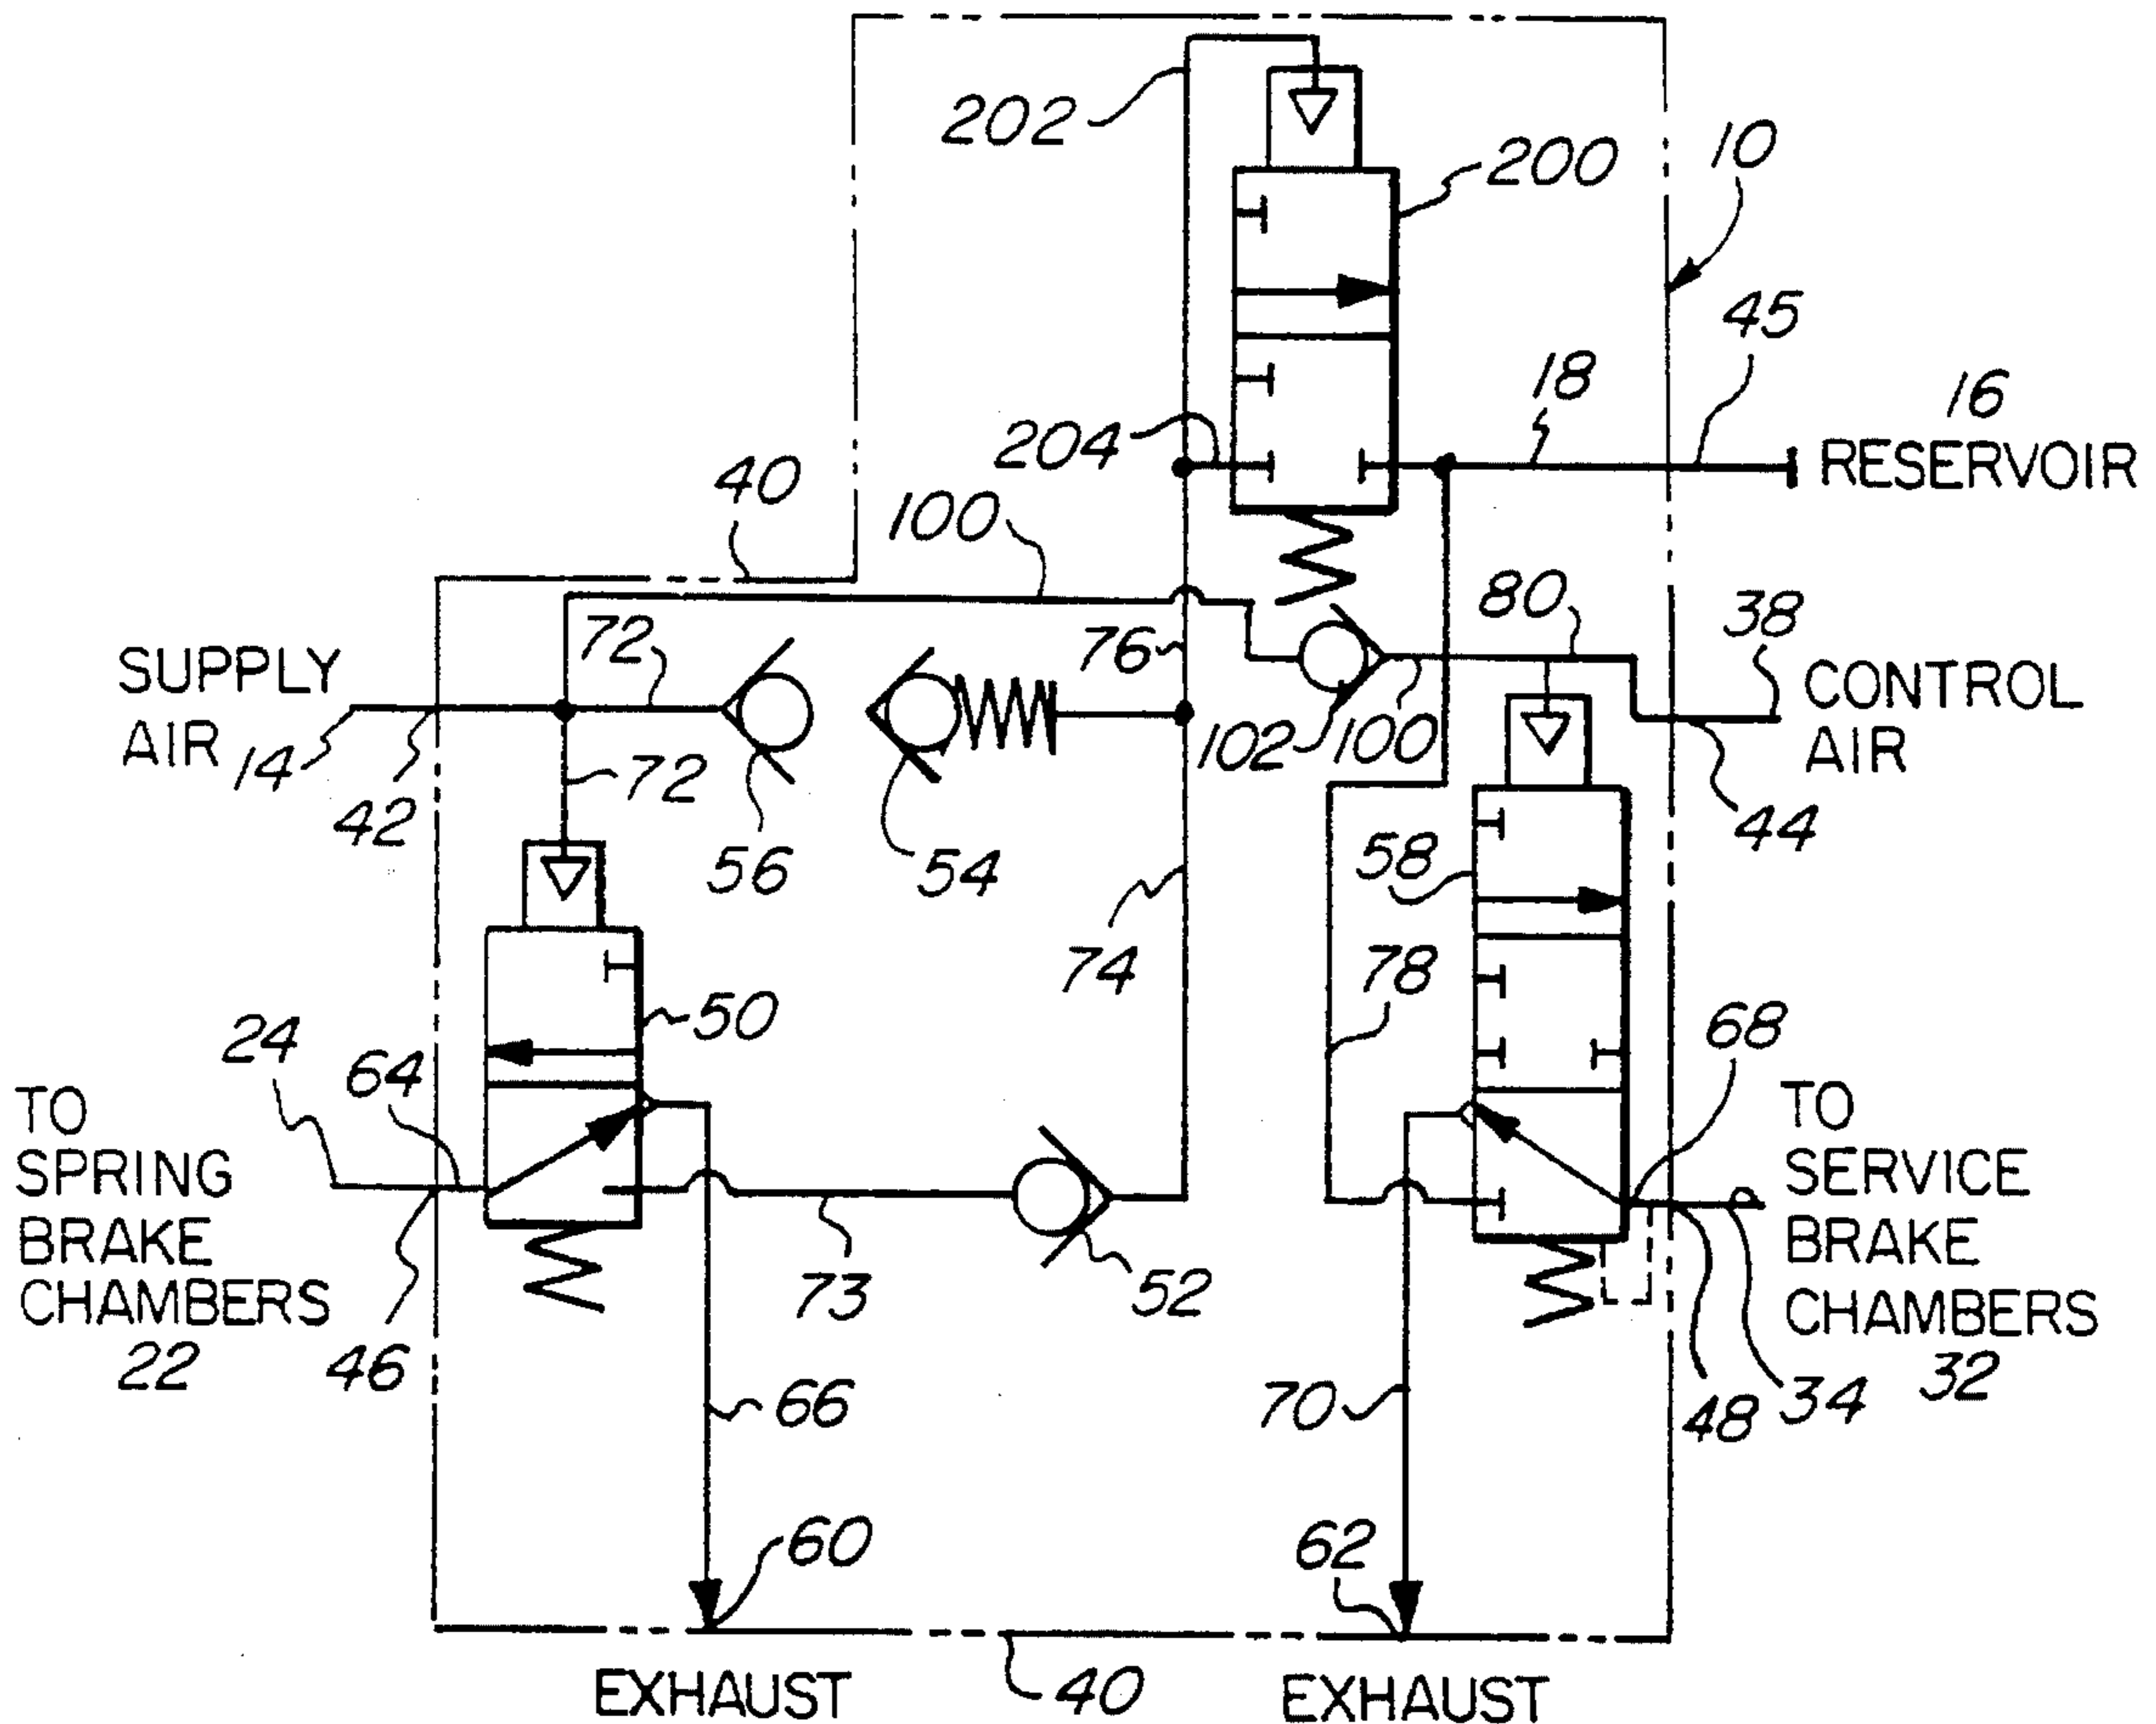 202
200
10
45
18
16
RESERVOIR
204
40
100
80
38
72
76
SUPPLY
AIR
14
CONTROL
AIR
102
100
72
42
44
56
54
58
74
78
50
68
24
64
TO
SPRING
BRAKE
CHAMBERS
22
TO
SERVICE
BRAKE
CHAMBERS
32
73
52
46
66
70
48
34
60
62
EXHAUST
40
EXHAUST